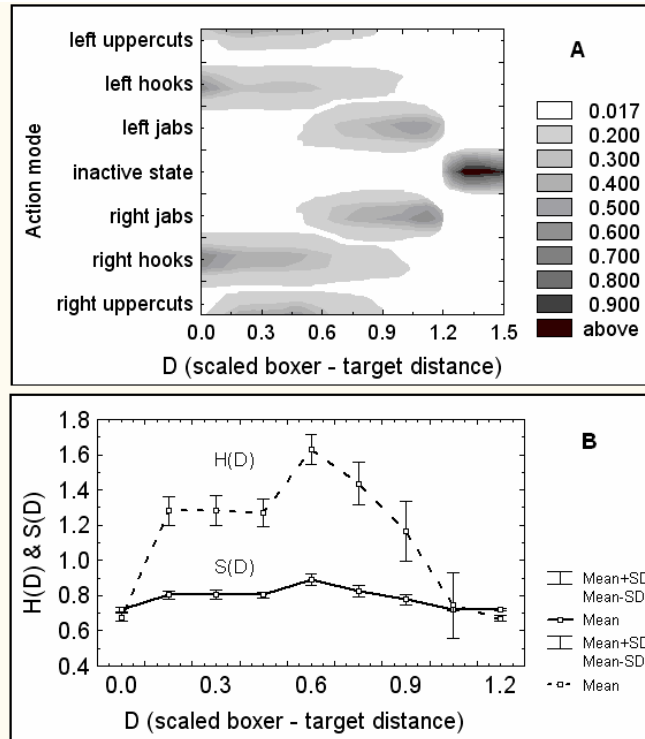 left uppercuts
left hooks
left jabs
inactive state
right jabs
right hooks
right uppercuts
Action mode
0.0 0.3 0.6 0.9 1.2 1.5
D (scaled boxer - target distance)
A
0.017
0.200
0.300
0.400
0.500
0.600
0.700
0.800
0.900
above
1.8
1.6
1.4
1.2
1.0
0.8
0.6
0.4
H(D) & S(D)
H(D)
S(D)
B
0.0 0.3 0.6 0.9 1.2
D (scaled boxer - target distance)
Mean+SD
Mean-SD
Mean
Mean+SD
Mean-SD
Mean